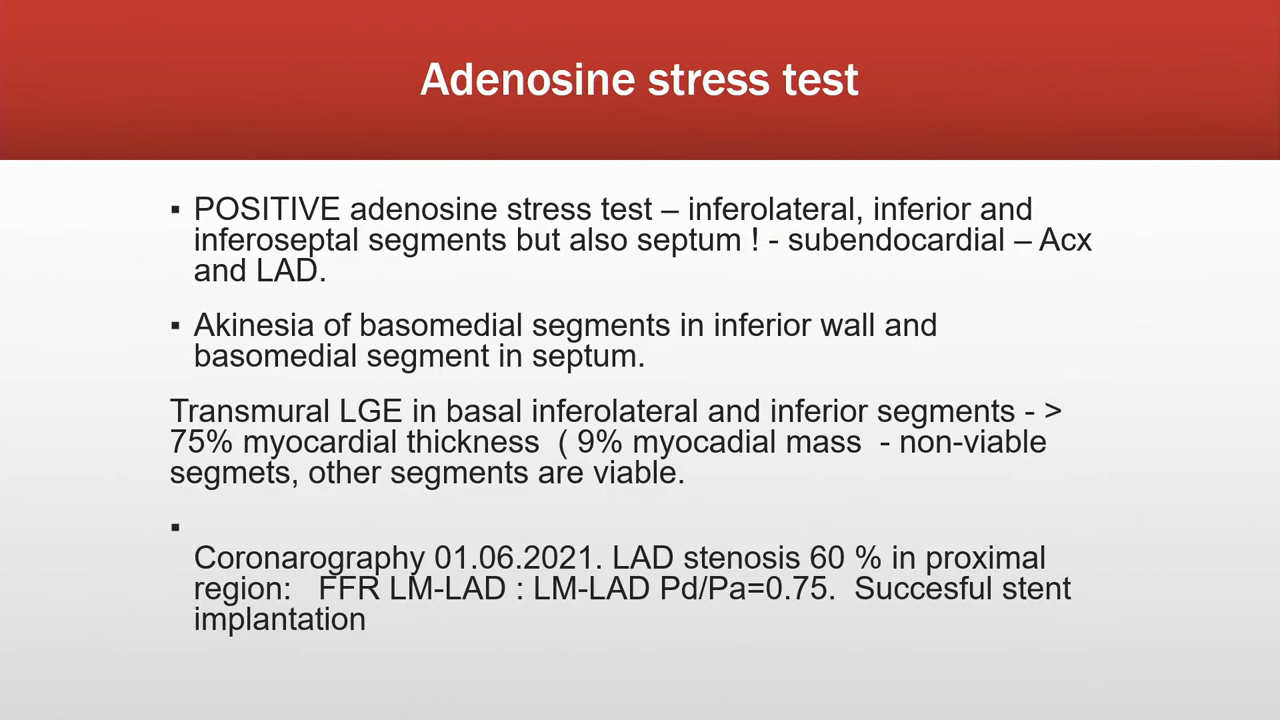 Adenosine stress test
▪ POSITIVE adenosine stress test – inferolateral, inferior and
inferoseptal segments but also septum ! - subendocardial – Acx
and LAD.
▪ Akinesia of basomedial segments in inferior wall and
basomedial segment in septum.
Transmural LGE in basal inferolateral and inferior segments - >
75% myocardial thickness  ( 9% myocadial mass  - non-viable
segmets, other segments are viable.
▪
Coronarography 01.06.2021. LAD stenosis 60 % in proximal
region:   FFR LM-LAD : LM-LAD Pd/Pa=0.75.  Succesful stent
implantation